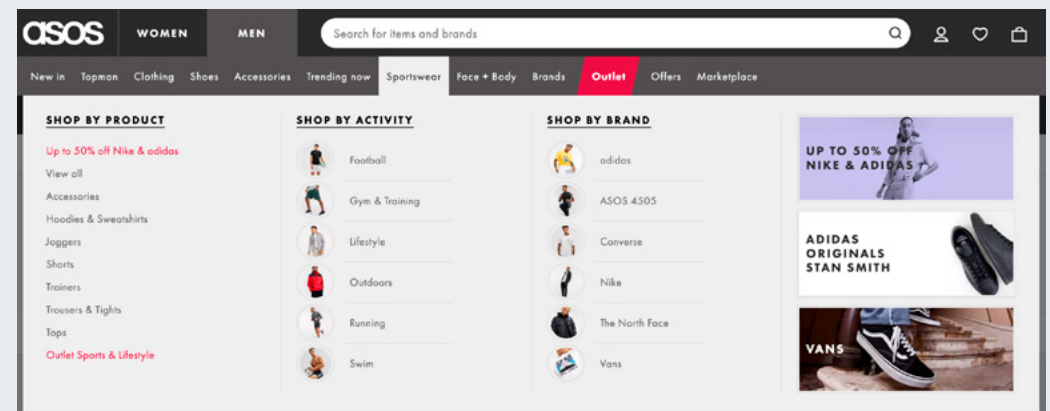 asos
WOMEN
MEN
Search for items and brands
New in
Topman
Clothing
Shoes
Accessories
Trending now
Sportswear
Face + Body
Brands
Outlet
Offers
Marketplace
SHOP BY PRODUCT
Up to 50% off Nike & adidas
View all
Accessories
Hoodies & Sweatshirts
Joggers
Shorts
Trainers
Trousers & Tights
Tops
Outlet Sports & Lifestyle
SHOP BY ACTIVITY
Football
Gym & Training
Lifestyle
Outdoors
Running
Swim
SHOP BY BRAND
adidas
ASOS 4505
Converse
Nike
The North Face
Vans
UP TO 50% OFF
NIKE & ADIDAS
ADIDAS
ORIGINALS
STAN SMITH
VANS